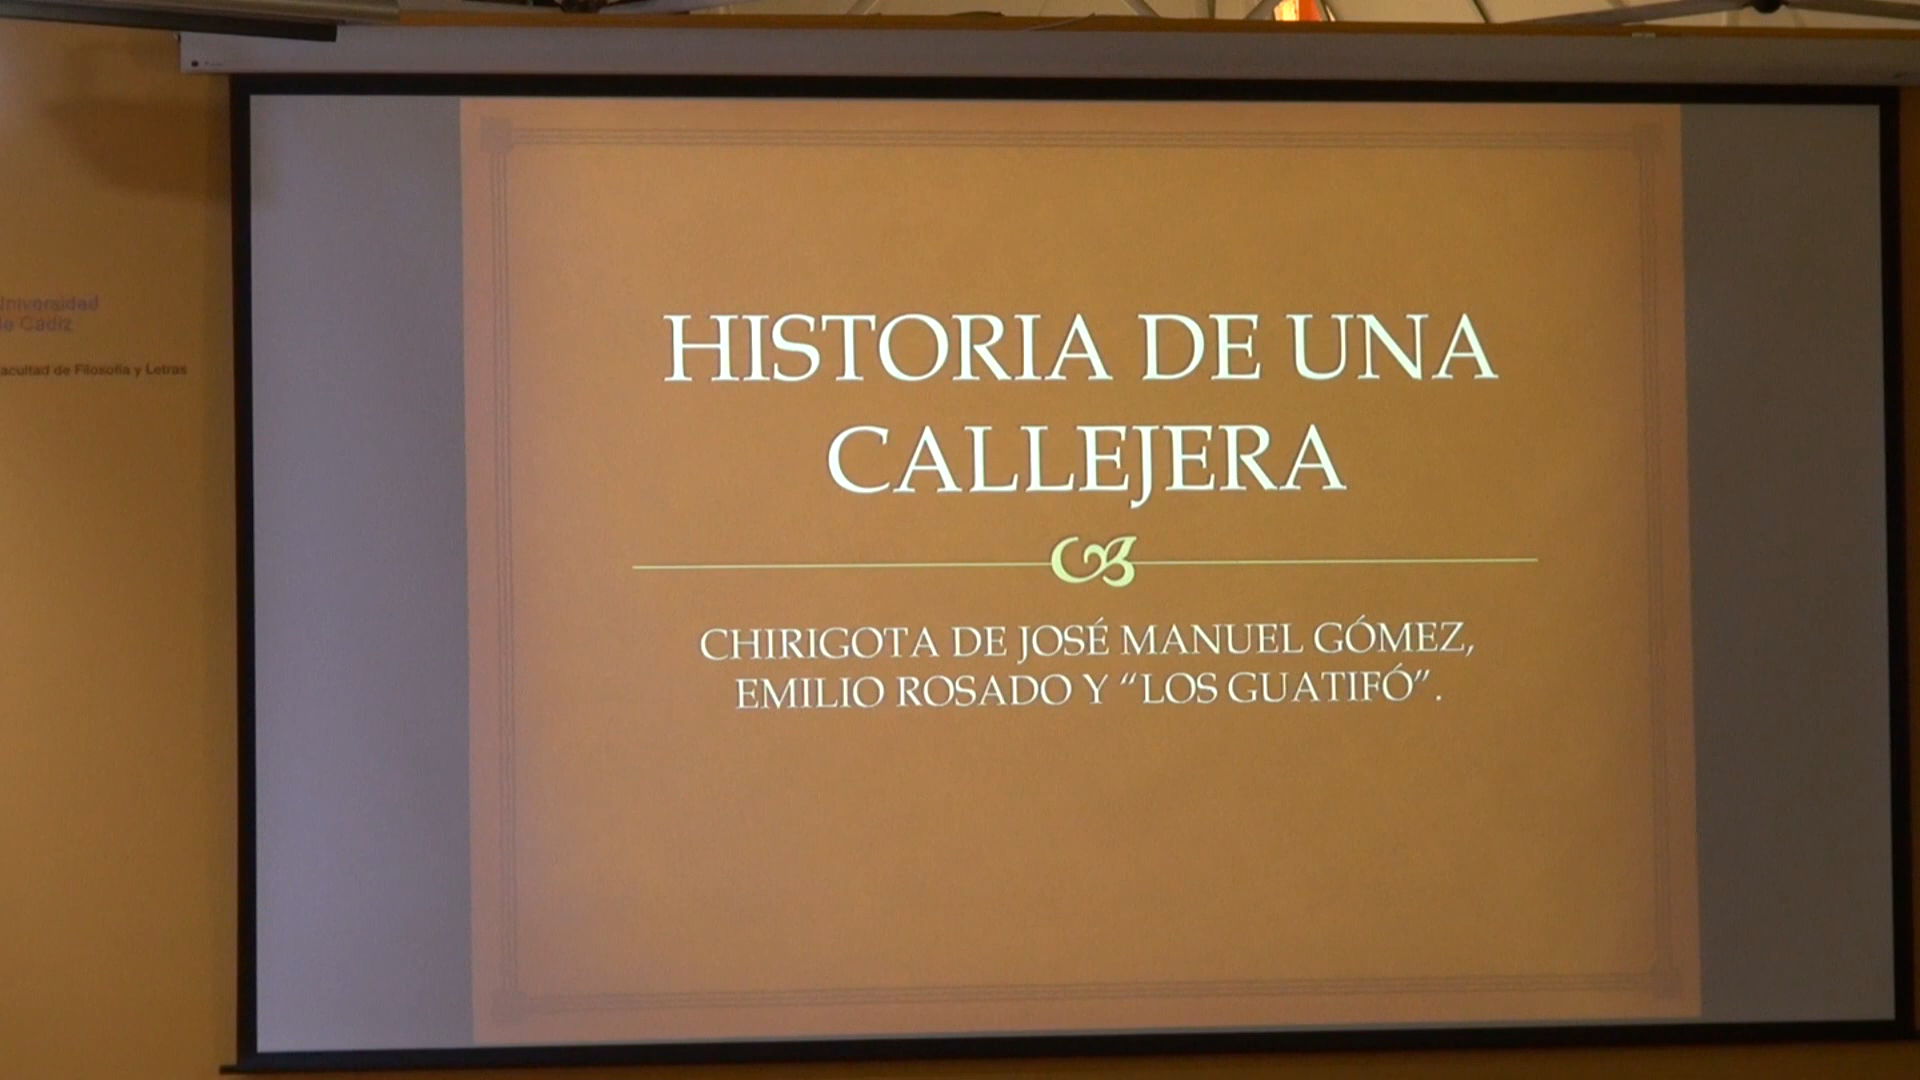 Universidad
de Cádiz
Facultad de Filosofía y Letras
HISTORIA DE UNA
CALLEJERA
CHIRIGOTA DE JOSÉ MANUEL GÓMEZ,
EMILIO ROSADO Y “LOS GUATIFÓ”.